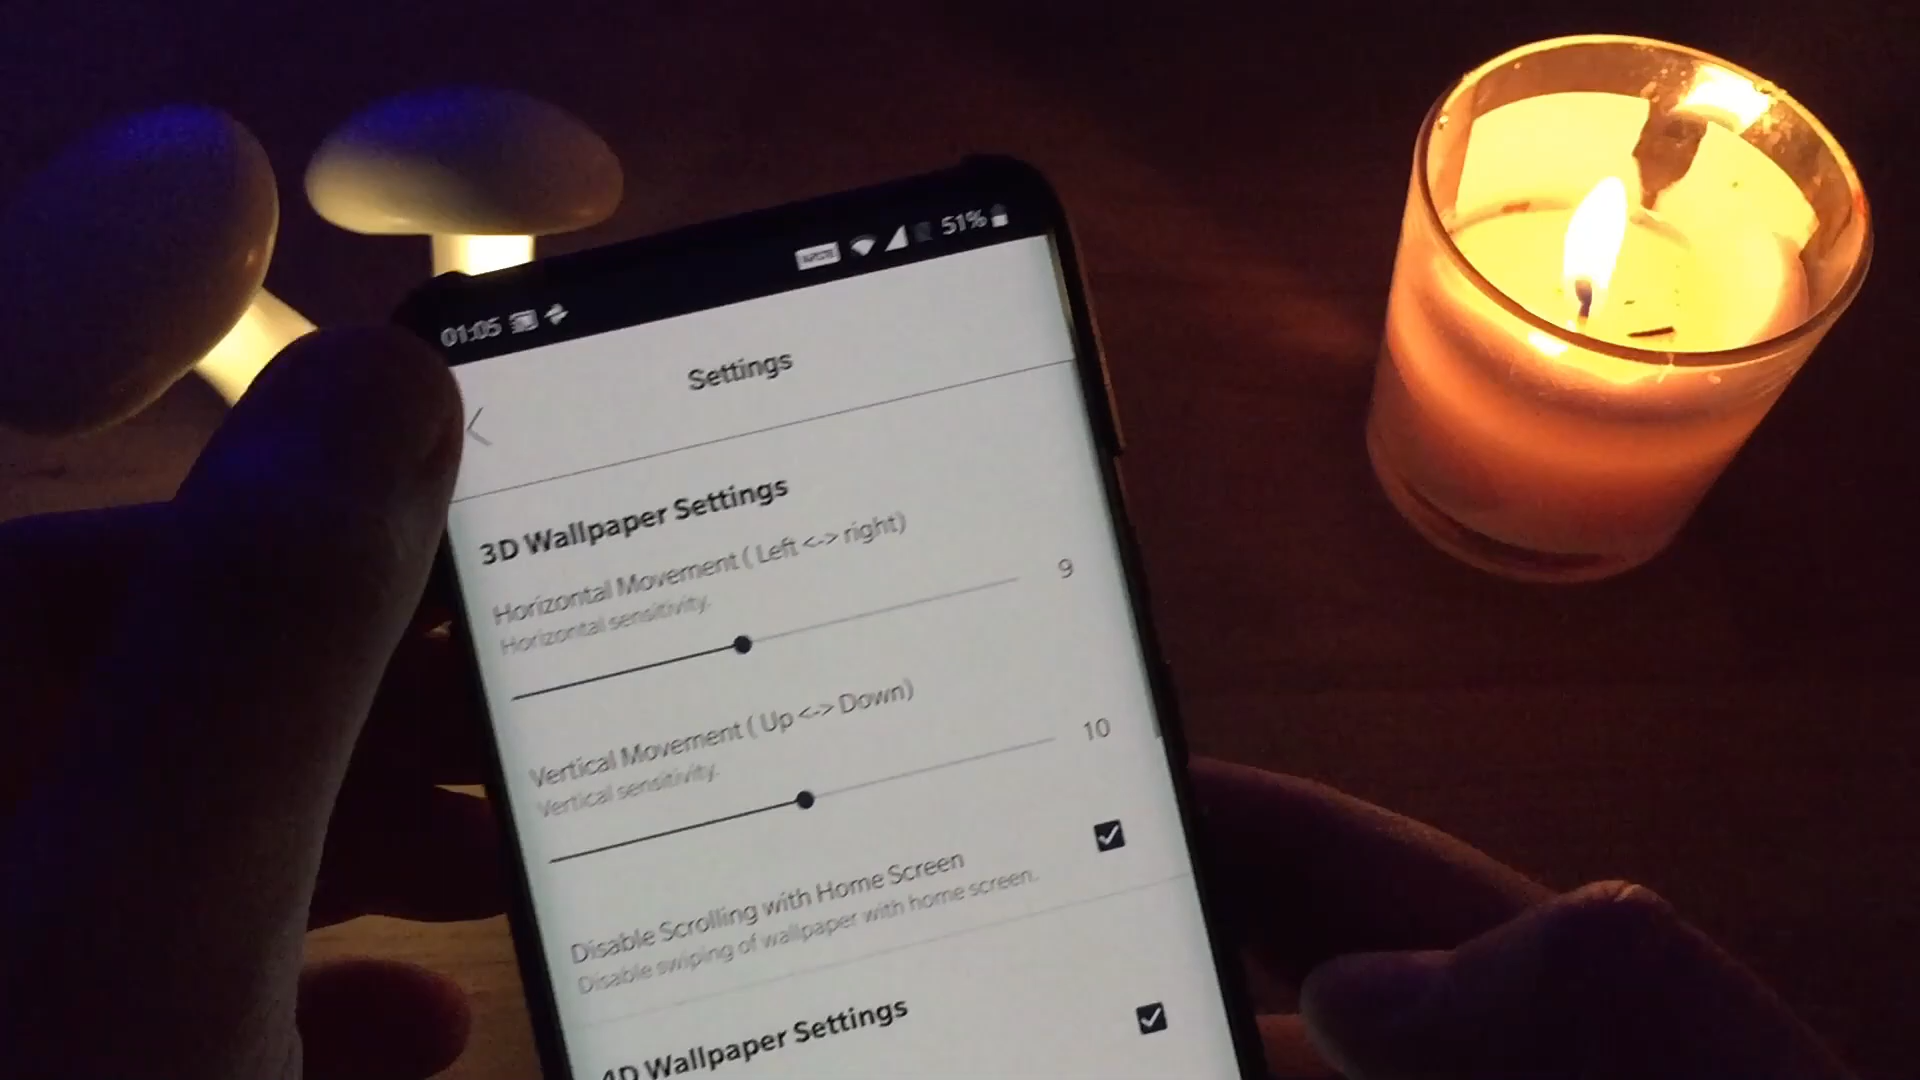 01:05 51%
Settings
3D Wallpaper Settings
Horizontal Movement ( Left <-> right)
Horizontal sensitivity.
9
Vertical Movement ( Up <-> Down)
Vertical sensitivity.
10
Disable Scrolling with Home Screen
Disable swiping of wallpaper with home screen.
4D Wallpaper Settings